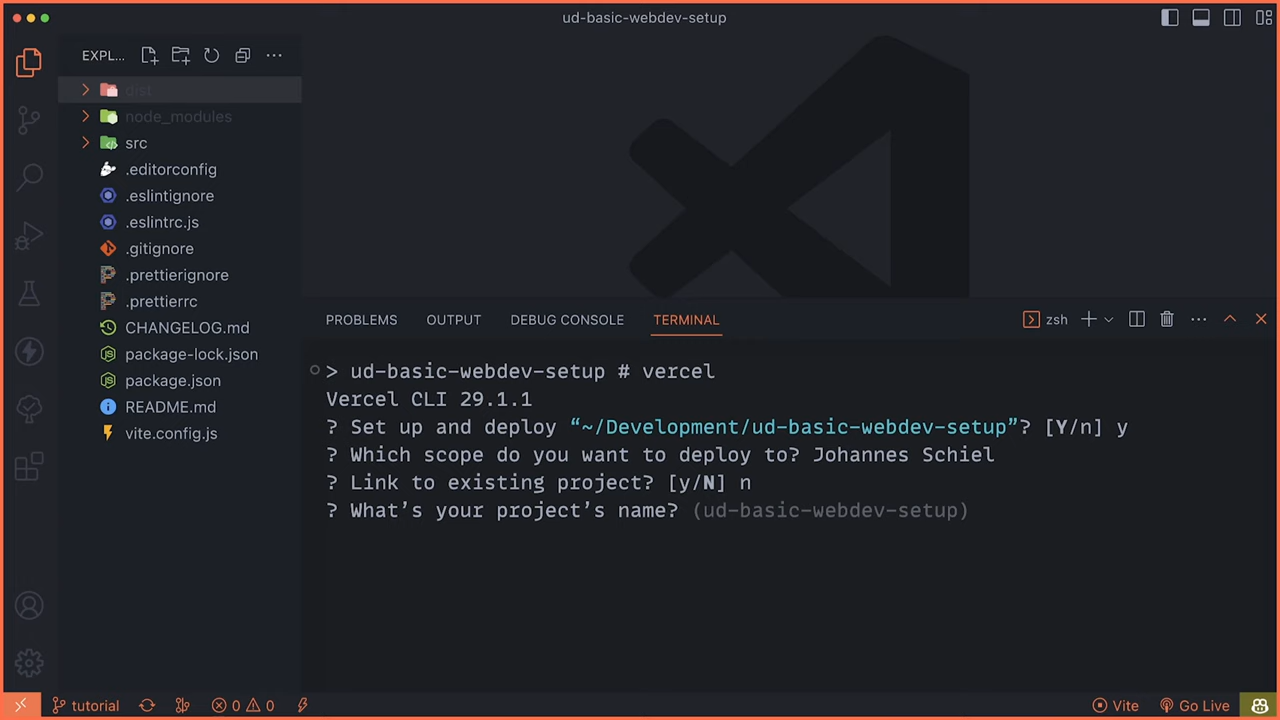 ud-basic-webdev-setup
EXPL...
dist
node_modules
src
.editorconfig
.eslintignore
.eslintrc.js
.gitignore
.prettierignore
.prettierrc
CHANGELOG.md
package-lock.json
package.json
README.md
vite.config.js
PROBLEMS OUTPUT DEBUG CONSOLE TERMINAL zsh
> ud-basic-webdev-setup # vercel
Vercel CLI 29.1.1
? Set up and deploy “~/Development/ud-basic-webdev-setup”? [Y/n] y
? Which scope do you want to deploy to? Johannes Schiel
? Link to existing project? [y/N] n
? What’s your project’s name? (ud-basic-webdev-setup)
tutorial 0 0 Vite Go Live